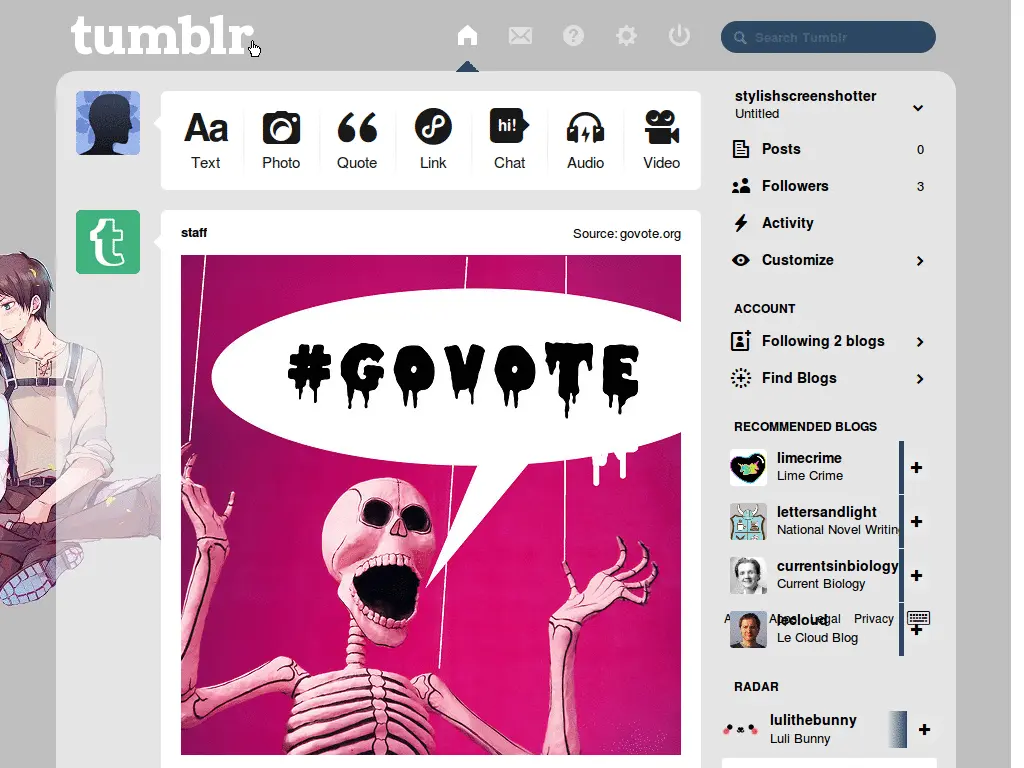 tumblr.
Search Tumblr
Aa
Text
Photo
Quote
Link
hi!
Chat
Audio
Video
stylishscreenshotter
Untitled
Posts 0
Followers 3
Activity
Customize
ACCOUNT
Following 2 blogs
Find Blogs
RECOMMENDED BLOGS
limecrime
Lime Crime
lettersandlight
National Novel Writin
currentsinbiology
Current Biology
lecloud
Legal Privacy
Le Cloud Blog
RADAR
lulithebunny
Luli Bunny
t
staff
Source: govote.org
#GOVOTE